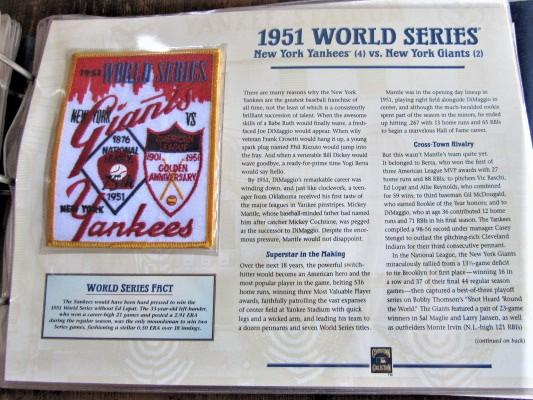 1951 WORLD SERIES
New York Yankees (4) vs. New York Giants (2)
1951 WORLD SERIES
NEW YORK
Giants
VS
1876
NATIONAL
LEAGUE
1951
1901 1951
GOLDEN
ANNIVERSARY
NEW YORK
Yankees
WORLD SERIES FACT
The Yankees would have been hard pressed to win the
1951 World Series without Ed Lopat. The 33-year-old left-hander,
who won a career-high 21 games and posted a 2.91 ERA
during the regular season, was the only moundsman to win two
Series games, fashioning a stellar 0.50 ERA over 18 innings.
There are many reasons why the New York
Yankees are the greatest baseball franchise of
all time, not the least of which is a consistently
brilliant succession of talent. When the awesome
skills of a Babe Ruth would finally wane, a fresh-
faced Joe DiMaggio would appear. When wily
veteran Frank Crosetti would hang it up, a young
spark plug named Phil Rizzuto would jump into
the fray. And when a venerable Bill Dickey would
wave goodbye, a ready-for-prime time Yogi Berra
would say hello.
By 1951, DiMaggio's remarkable career was
winding down, and just like clockwork, a teen-
ager from Oklahoma received his first taste of
the major leagues in Yankee pinstripes. Mickey
Mantle, whose baseball-minded father had named
him after catcher Mickey Cochrane, was pegged
as the successor to DiMaggio. Despite the enor-
mous pressure, Mantle would not disappoint.
Superstar in the Making
Over the next 18 years, the powerful switch-
hitter would become an American hero and the
most popular player in the game, belting 536
home runs, winning three Most Valuable Player
awards, faithfully patrolling the vast expanses
of center field at Yankee Stadium with quick
legs and a wicked arm, and leading his team to
a dozen pennants and seven World Series titles
Mantle was in the opening day lineup in
1951, playing right field alongside DiMaggio in
center, and although the much-heralded rookie
spent part of the season in the minors, he ended
up hitting .267 with 13 home runs and 65 RBIs
to begin a marvelous Hall of Fame career.
Cross-Town Rivalry
But this wasn't Mantle's team quite yet.
It belonged to Berra, who won the first of
three American League MVP awards with 27
home runs and 88 RBIs; to pitchers Vic Raschi,
Ed Lopat and Allie Reynolds, who combined
for 59 wins; to third baseman Gil McDougald,
who earned Rookie of the Year honors; and to
DiMaggio, who at age 36 contributed 12 home
runs and 71 RBIs in his final season. The Yankees
compiled a 98-56 record under manager Casey
Stengel to outlast the pitching-rich Cleveland
Indians for their third consecutive pennant.
In the National League, the New York Giants
miraculously rallied from a 13½-game deficit
to tie Brooklyn for first place—winning 16 in
a row and 37 of their final 44 regular season
games—then captured a best-of-three playoff
series on Bobby Thomson's "Shot Heard 'Round
the World." The Giants featured a pair of 23-game
winners in Sal Maglie and Larry Jansen, as well
as outfielders Monte Irvin (N.L.-high 121 RBIs)
(continued on back)
COOPERSTOWN
COLLECTION